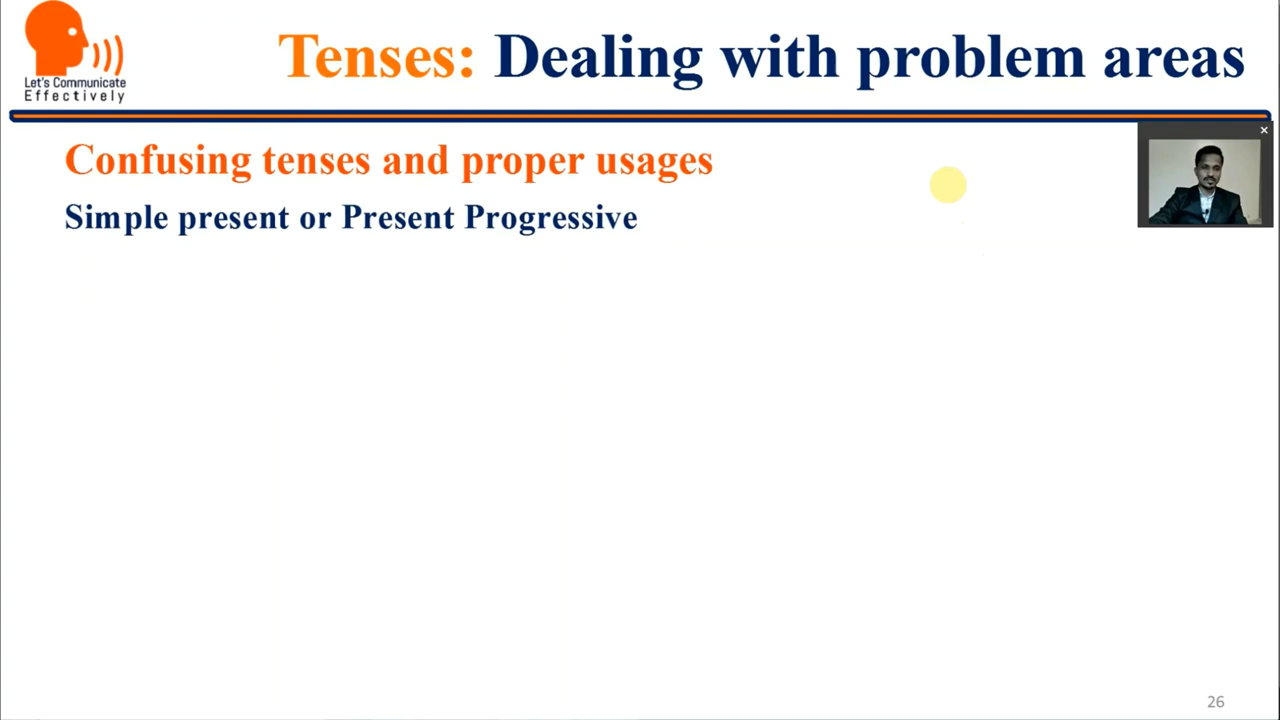 Let's Communicate
Effectively
Tenses: Dealing with problem areas
Confusing tenses and proper usages
Simple present or Present Progressive
26